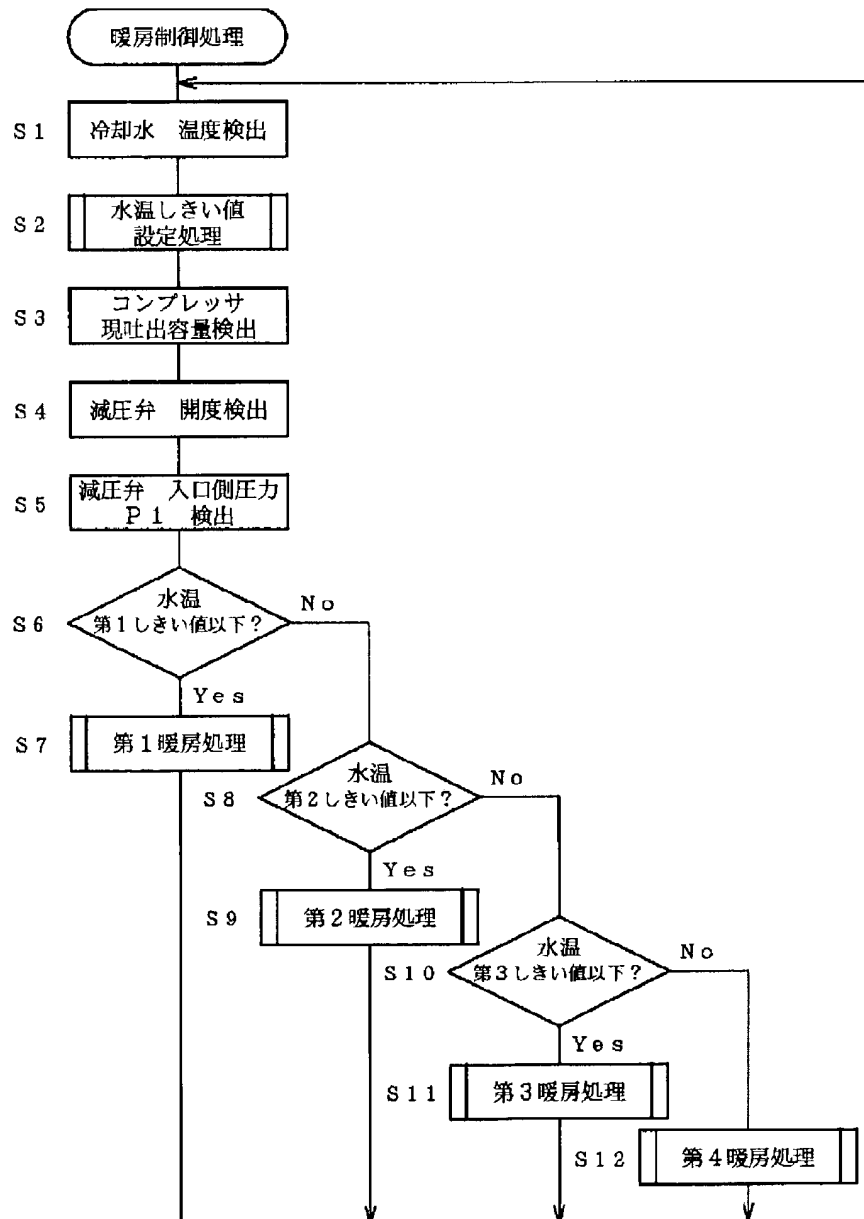 暖房制御処理
S1
冷却水 温度検出
S2
水温しきい値
設定処理
S3
コンプレッサ
現吐出容量検出
S4
減圧弁 開度検出
S5
減圧弁 入口側圧力
P1 検出
S6
水温
第1しきい値以下?
No
Yes
S7
第1暖房処理
S8
水温
第2しきい値以下?
No
Yes
S9
第2暖房処理
S10
水温
第3しきい値以下?
No
Yes
S11
第3暖房処理
S12
第4暖房処理